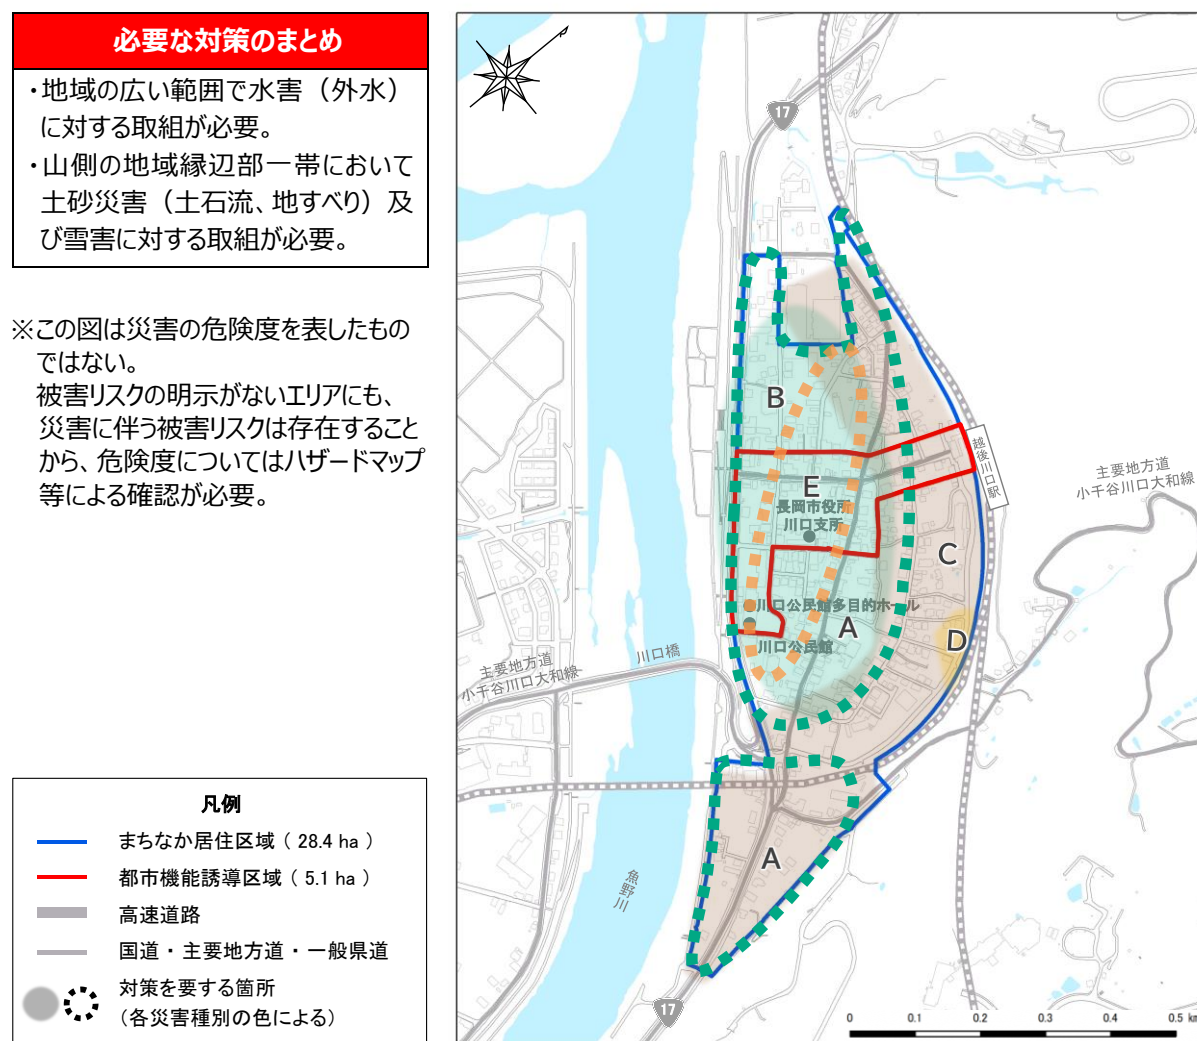 必要な対策のまとめ
・地域の広い範囲で水害（外水）
に対する取組が必要。
・山側の地域縁辺部一帯において
土砂災害（土石流、地すべり）及
び雪害に対する取組が必要。
※この図は災害の危険度を表したもの
ではない。
被害リスクの明示がないエリアにも、
災害に伴う被害リスクは存在すること
から、危険度についてはハザードマップ
等による確認が必要。
凡例
まちなか居住区域（ 28.4 ha ）
都市機能誘導区域（ 5.1 ha ）
高速道路
国道・主要地方道・一般県道
対策を要する箇所
（各災害種別の色による）
17
B
越後川口駅
主要地方道
小千谷川口大和線
E
長岡市役所
川口支所
C
川口公民館多目的ホール
A
D
川口公民館
川口橋
主要地方道
小千谷川口大和線
A
魚野川
17
0 0.1 0.2 0.3 0.4 0.5 km